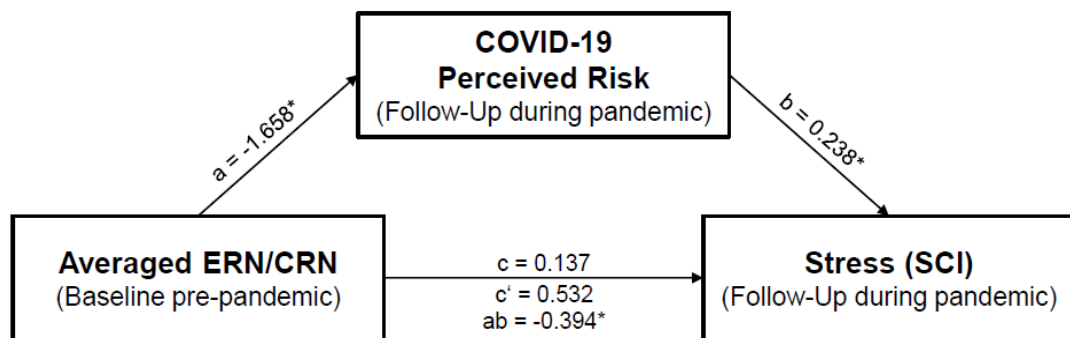 COVID-19
Perceived Risk
(Follow-Up during pandemic)
a = -1.658*
b = 0.238*
Averaged ERN/CRN
(Baseline pre-pandemic)
c = 0.137
c‘ = 0.532
ab = -0.394*
Stress (SCI)
(Follow-Up during pandemic)